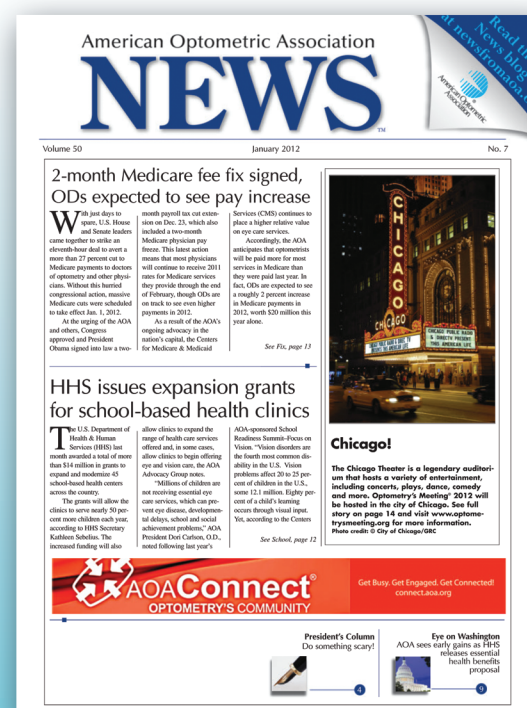 American Optometric Association
NEWS
TM
Read
News blog
at newsfromaoa.o
American Optometric
Association
Volume 50
January 2012
No. 7
2-month Medicare fee fix signed,
ODs expected to see pay increase
With just days to
spare, U.S. House
and Senate leaders
came together to strike an
eleventh-hour deal to avert a
more than 27 percent cut to
Medicare payments to doctors
of optometry and other physi-
cians. Without this hurried
congressional action, massive
Medicare cuts were scheduled
to take effect Jan. 1, 2012.
At the urging of the AOA
and others, Congress
approved and President
Obama signed into law a two-
month payroll tax cut exten-
sion on Dec. 23, which also
included a two-month
Medicare physician pay
freeze. This latest action
means that most physicians
will continue to receive 2011
rates for Medicare services
they provide through the end
of February, though ODs are
on track to see even higher
payments in 2012.
As a result of the AOA's
ongoing advocacy in the
nation's capital, the Centers
for Medicare & Medicaid
Services (CMS) continues to
place a higher relative value
on eye care services.
Accordingly, the AOA
anticipates that optometrists
will be paid more for most
services in Medicare than
they were paid last year. In
fact, ODs are expected to see
a roughly 2 percent increase
in Medicare payments in
2012, worth $20 million this
year alone.
See Fix, page 13
HHS issues expansion grants
for school-based health clinics
The U.S. Department of
Health & Human
Services (HHS) last
month awarded a total of more
than $14 million in grants to
expand and modernize 45
school-based health centers
across the country.
The grants will allow the
clinics to serve nearly 50 per-
cent more children each year,
according to HHS Secretary
Kathleen Sebelius. The
increased funding will also
allow clinics to expand the
range of health care services
offered and, in some cases,
allow clinics to begin offering
eye and vision care, the AOA
Advocacy Group notes.
"Millions of children are
not receiving essential eye
care services, which can pre-
vent eye disease, developmen-
tal delays, school and social
achievement problems," AOA
President Dori Carlson, O.D.,
noted following last year's
AOA-sponsored School
Readiness Summit–Focus on
Vision. "Vision disorders are
the fourth most common dis-
ability in the U.S. Vision
problems affect 20 to 25 per-
cent of children in the U.S.,
some 12.1 million. Eighty per-
cent of a child's learning
occurs through visual input.
Yet, according to the Centers
See School, page 12
CHICAGO
CHICAGO
CHICAGO PUBLIC RADIO
& DIRECTV PRESENT
THIS AMERICAN LIFE
Chicago!
The Chicago Theater is a legendary auditori-
um that hosts a variety of entertainment,
including concerts, plays, dance, comedy
and more. Optometry's Meeting® 2012 will
be hosted in the city of Chicago. See full
story on page 14 and visit www.optome-
trysmeeting.org for more information.
Photo credit: © City of Chicago/GRC
AOAConnect®
OPTOMETRY'S COMMUNITY
Get Busy. Get Engaged. Get Connected!
connect.aoa.org
President's Column
Do something scary!
4
Eye on Washington
AOA sees early gains as HHS
releases essential
health benefits
proposal
9